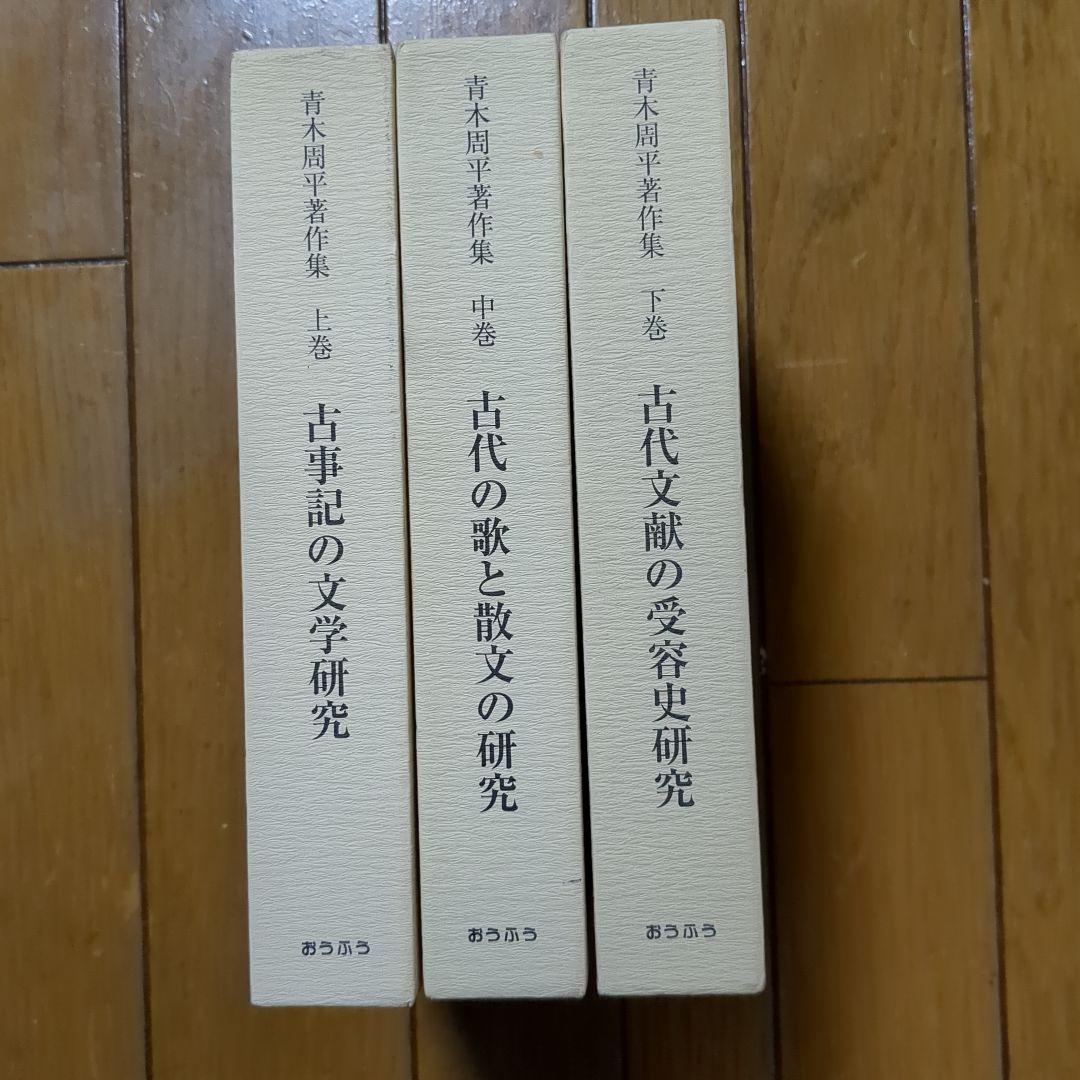 青木周平著作集 上巻 古事記の文学研究
おうふう
青木周平著作集 中巻 古代の歌と散文の研究
おうふう
青木周平著作集 下巻 古代文献の受容史研究
おうふう